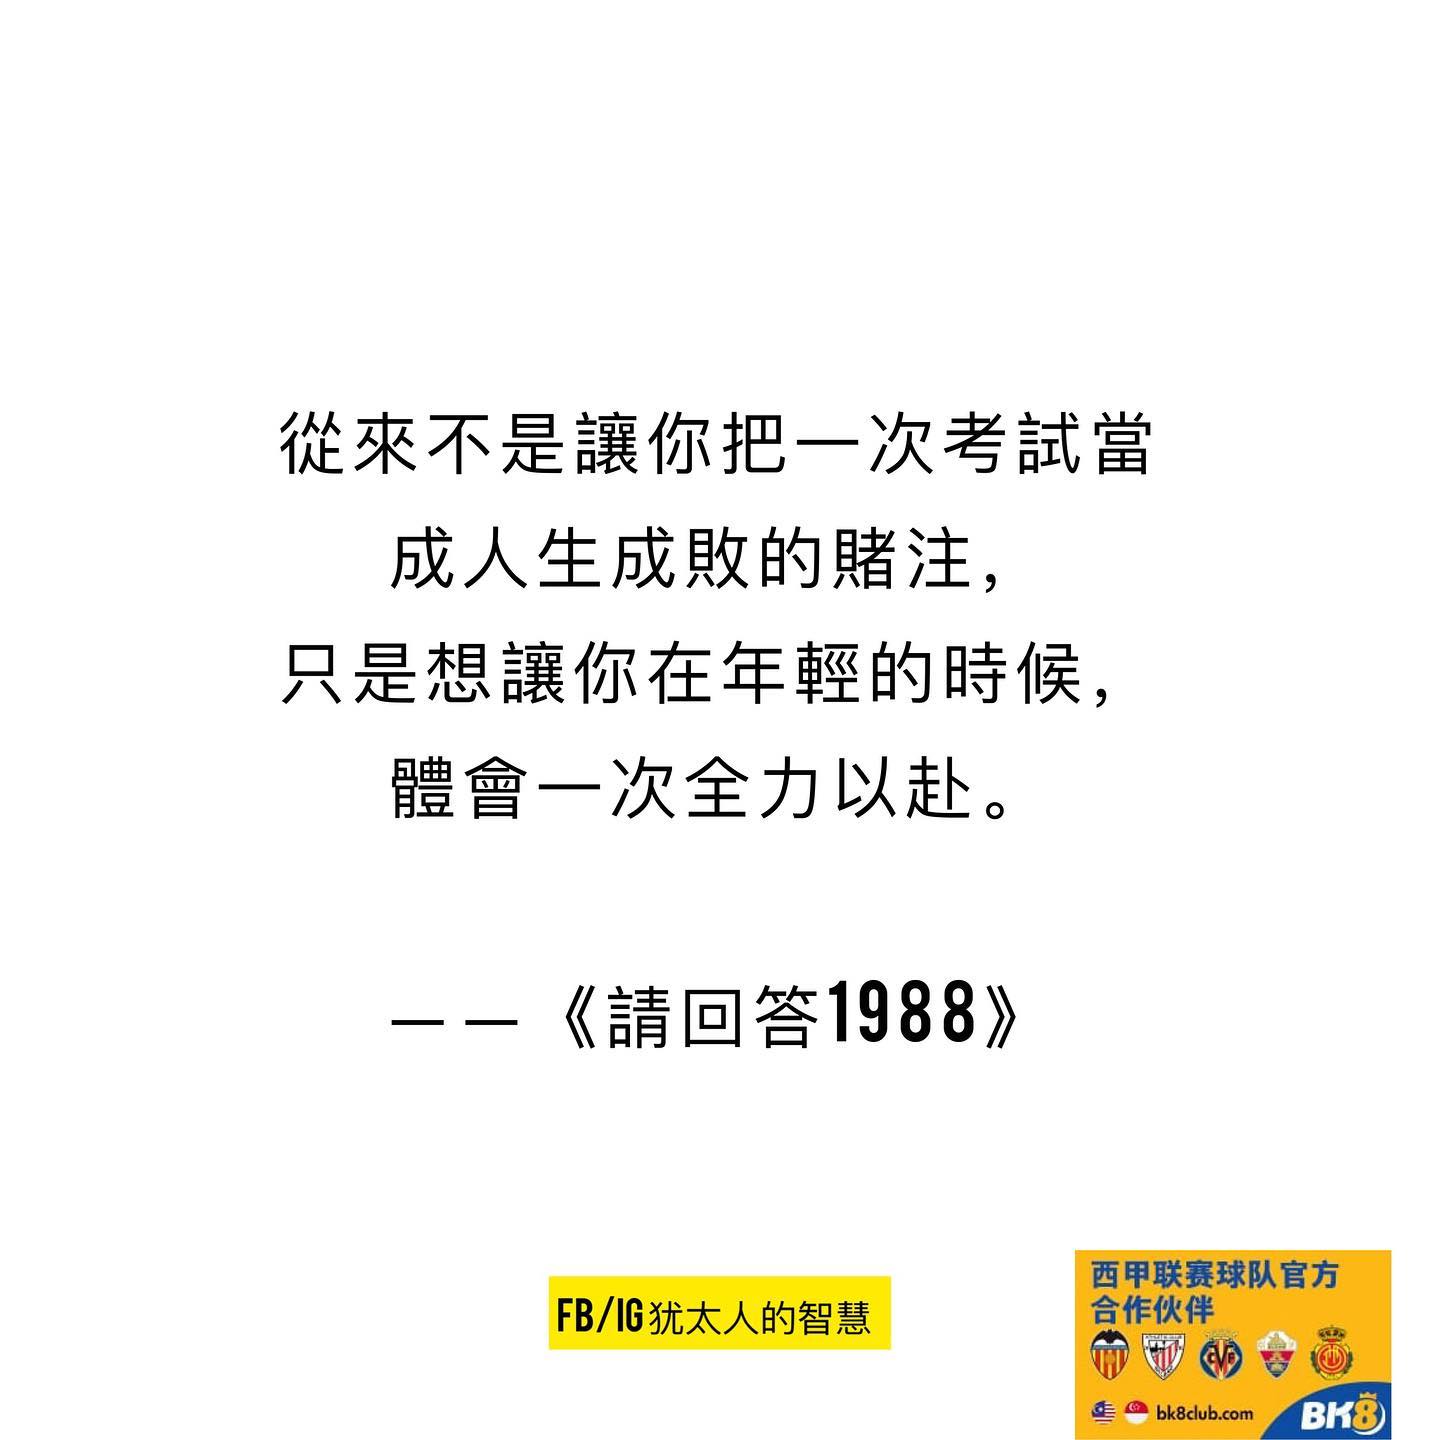 從來不是讓你把一次考試當
成人生成敗的賭注，
只是想讓你在年輕的時候，
體會一次全力以赴。
——《請回答1988》
FB/IG犹太人的智慧
西甲联赛球队官方
合作伙伴
bk8club.com
BK8